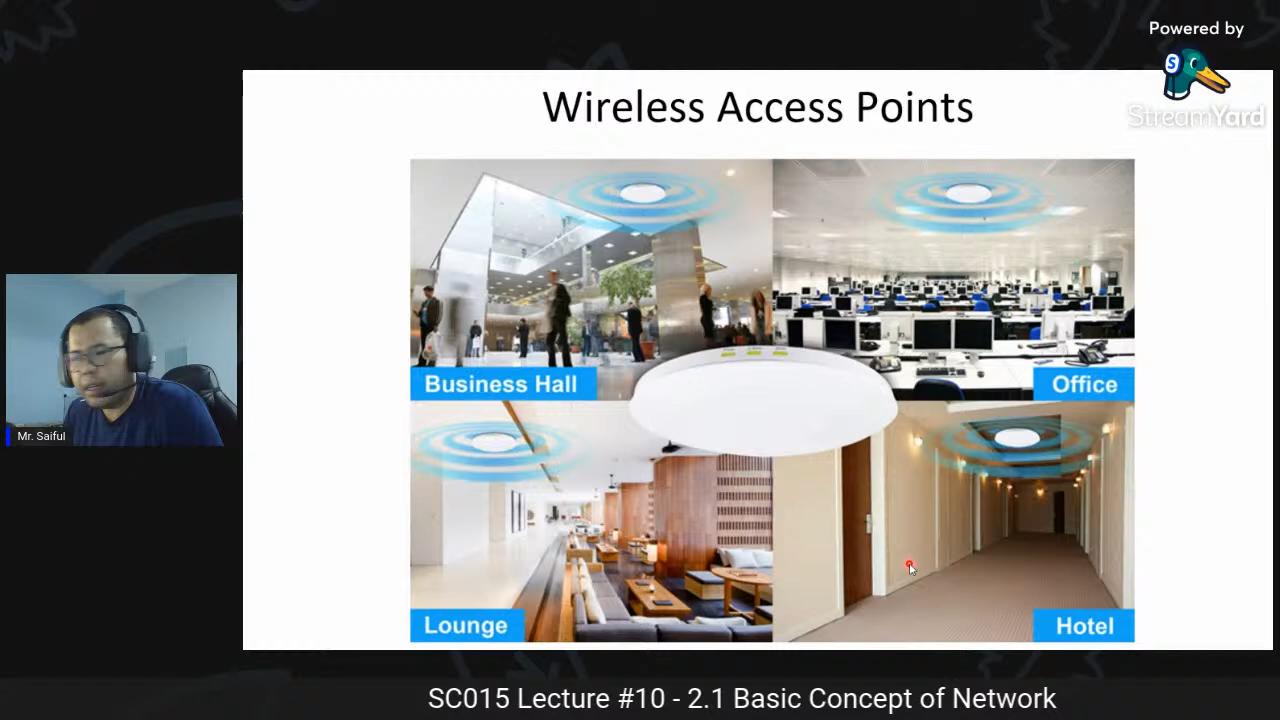 Powered by
StreamYard
Wireless Access Points
Business Hall
Office
Lounge
Hotel
Mr. Saiful
SC015 Lecture #10 - 2.1 Basic Concept of Network